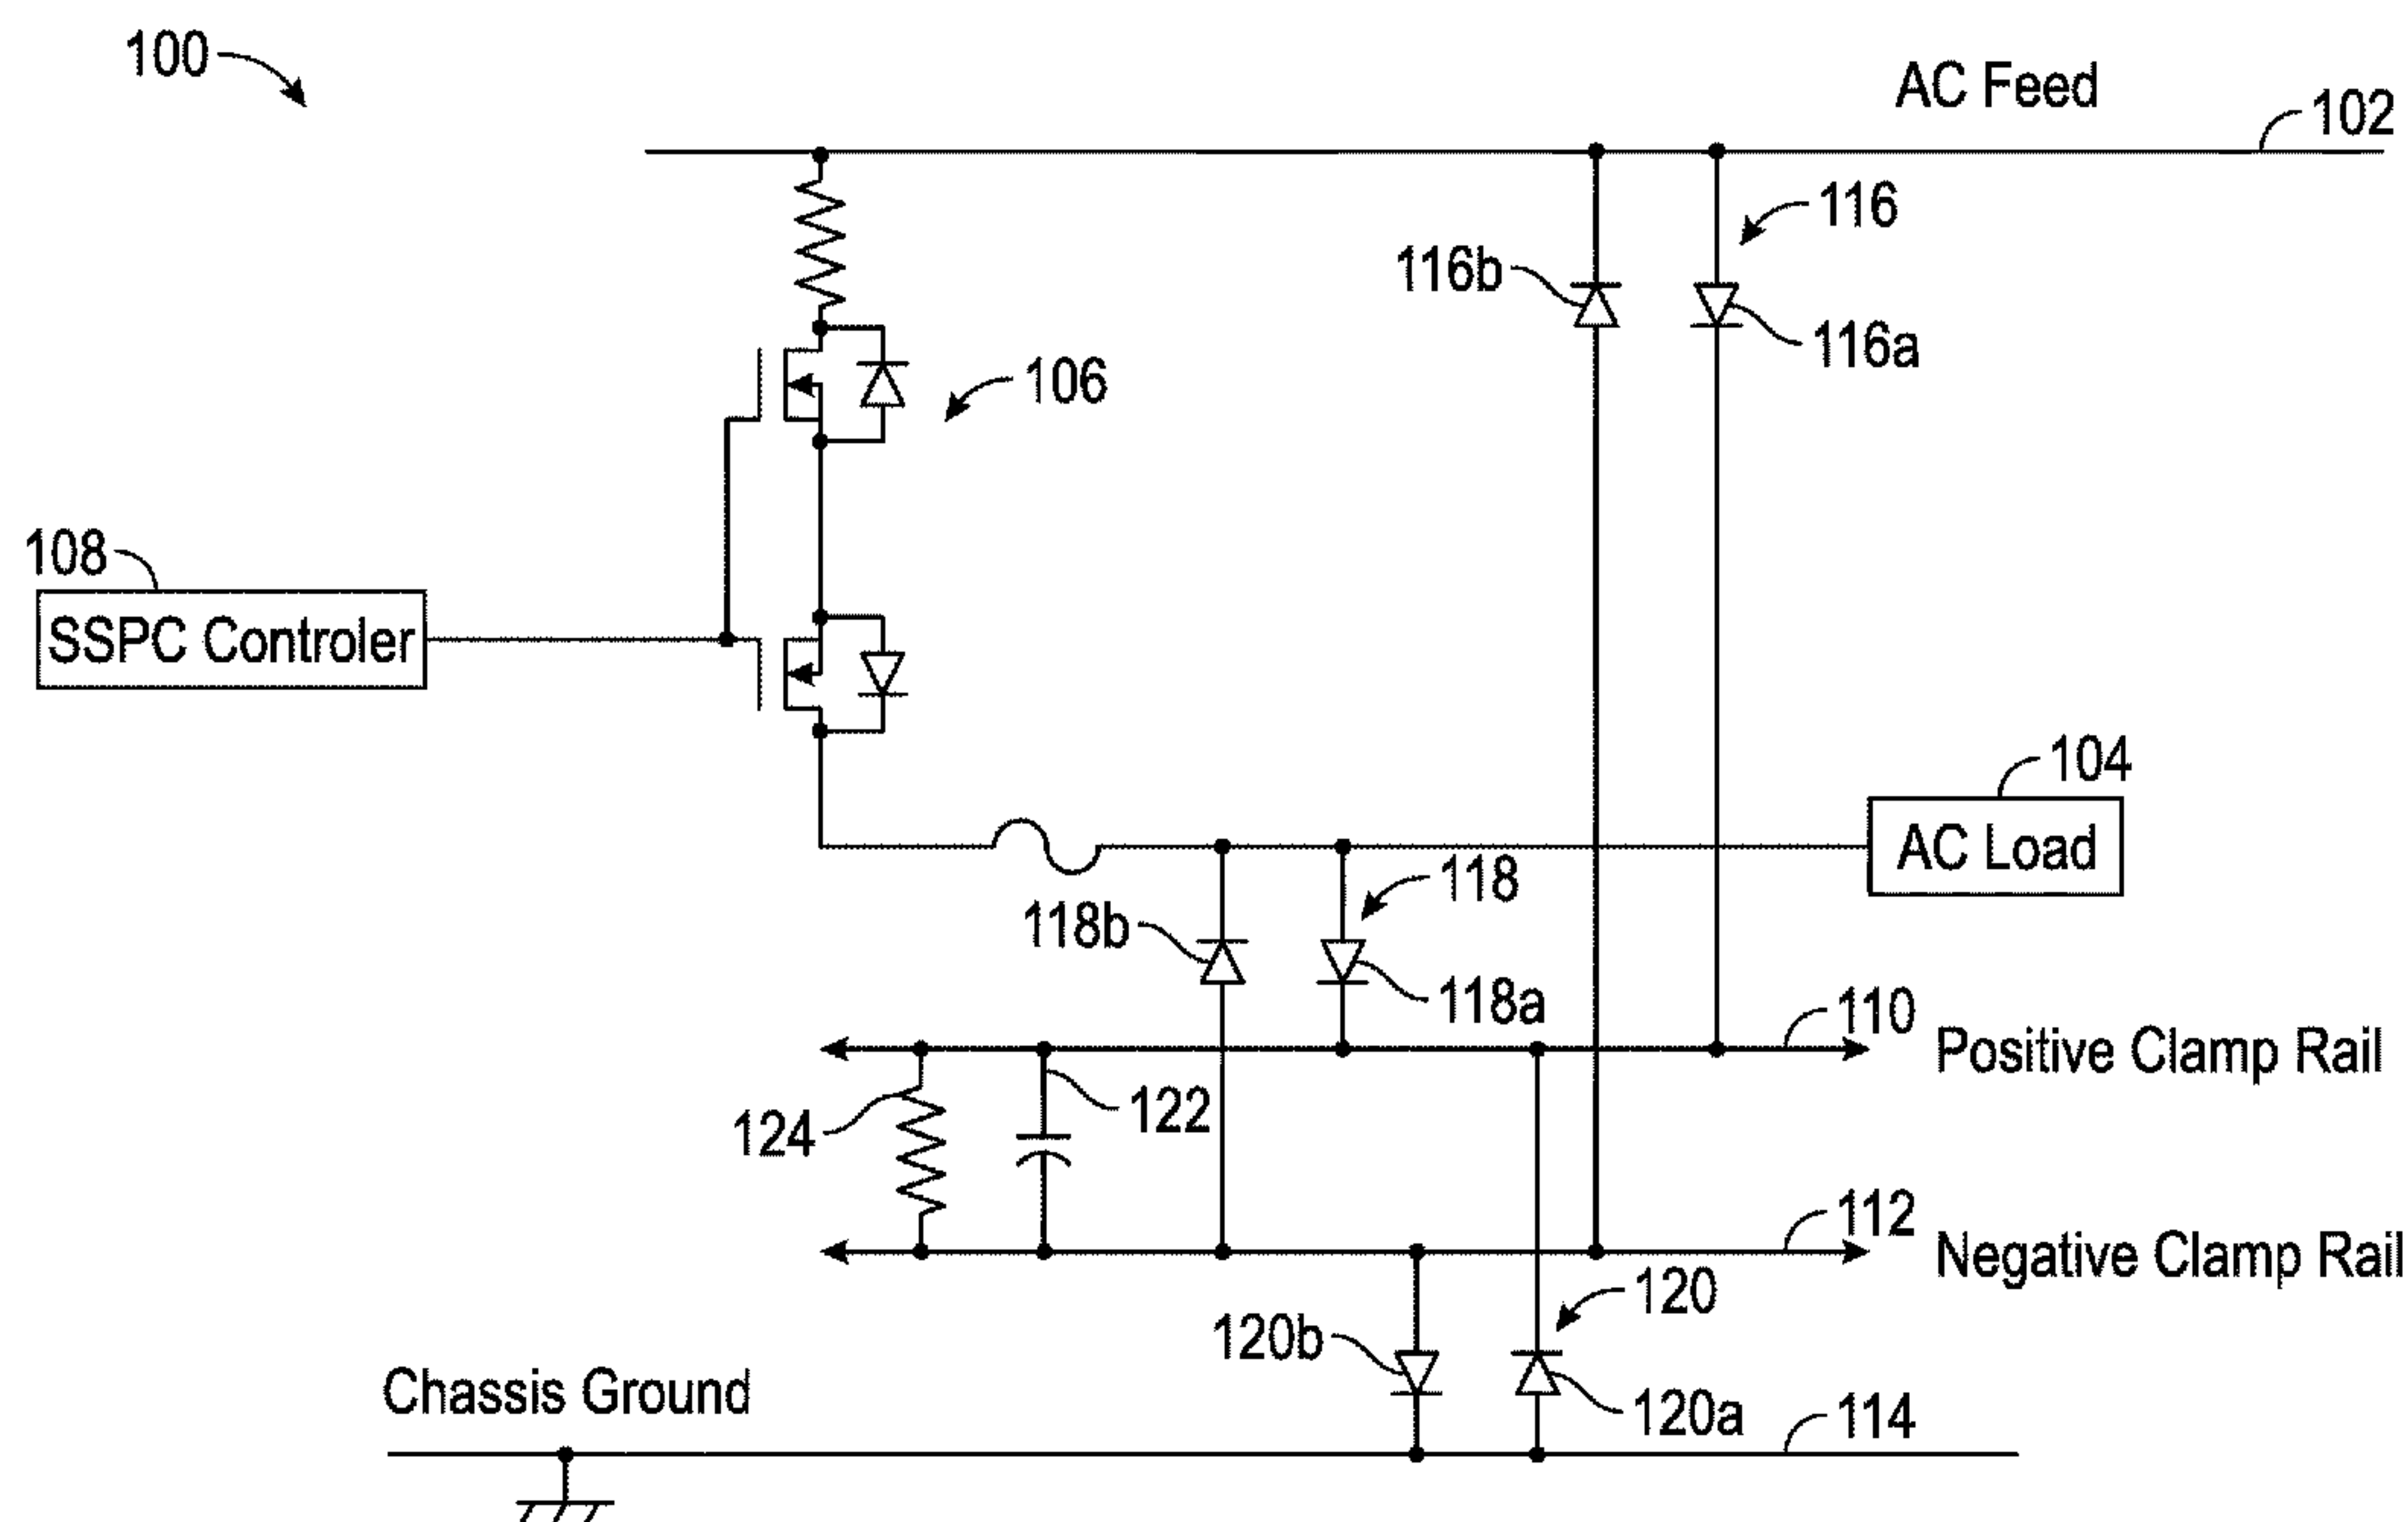 100
AC Feed
102
116
116b
116a
106
108
SSPC Controler
104
AC Load
118
118b
118a
110
Positive Clamp Rail
122
124
112
Negative Clamp Rail
120
120b
120a
Chassis Ground
114